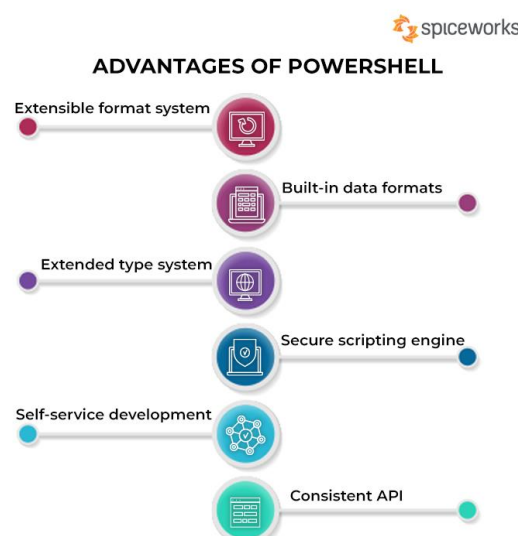 spiceworks
ADVANTAGES OF POWERSHELL
Extensible format system
Built-in data formats
Extended type system
Secure scripting engine
Self-service development
Consistent API